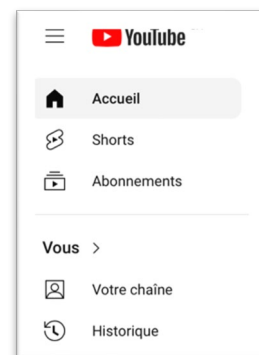 YouTube
Accueil
Shorts
Abonnements
Vous >
Votre chaîne
Historique